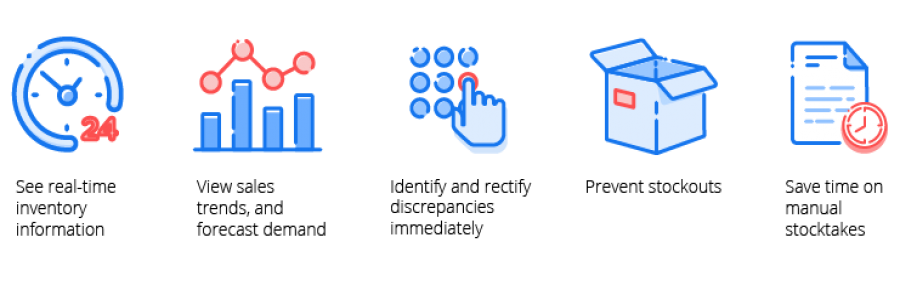 24
See real-time
inventory
information
View sales
trends, and
forecast demand
Identify and rectify
discrepancies
immediately
Prevent stockouts
Save time on
manual
stocktakes